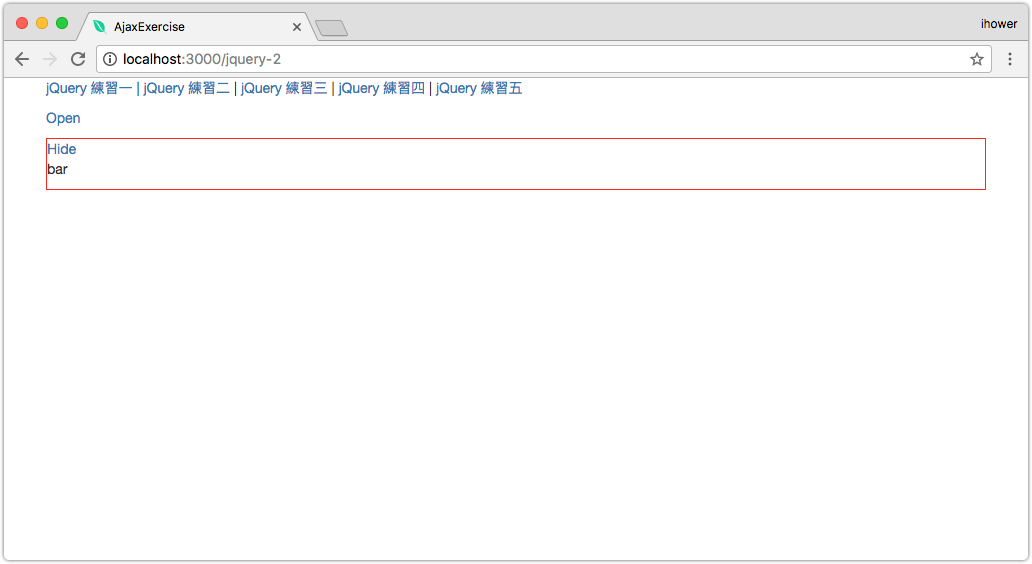 AjaxExercise
ihower
localhost:3000/jquery-2
jQuery 練習一 | jQuery 練習二 | jQuery 練習三 | jQuery 練習四 | jQuery 練習五
Open
Hide
bar